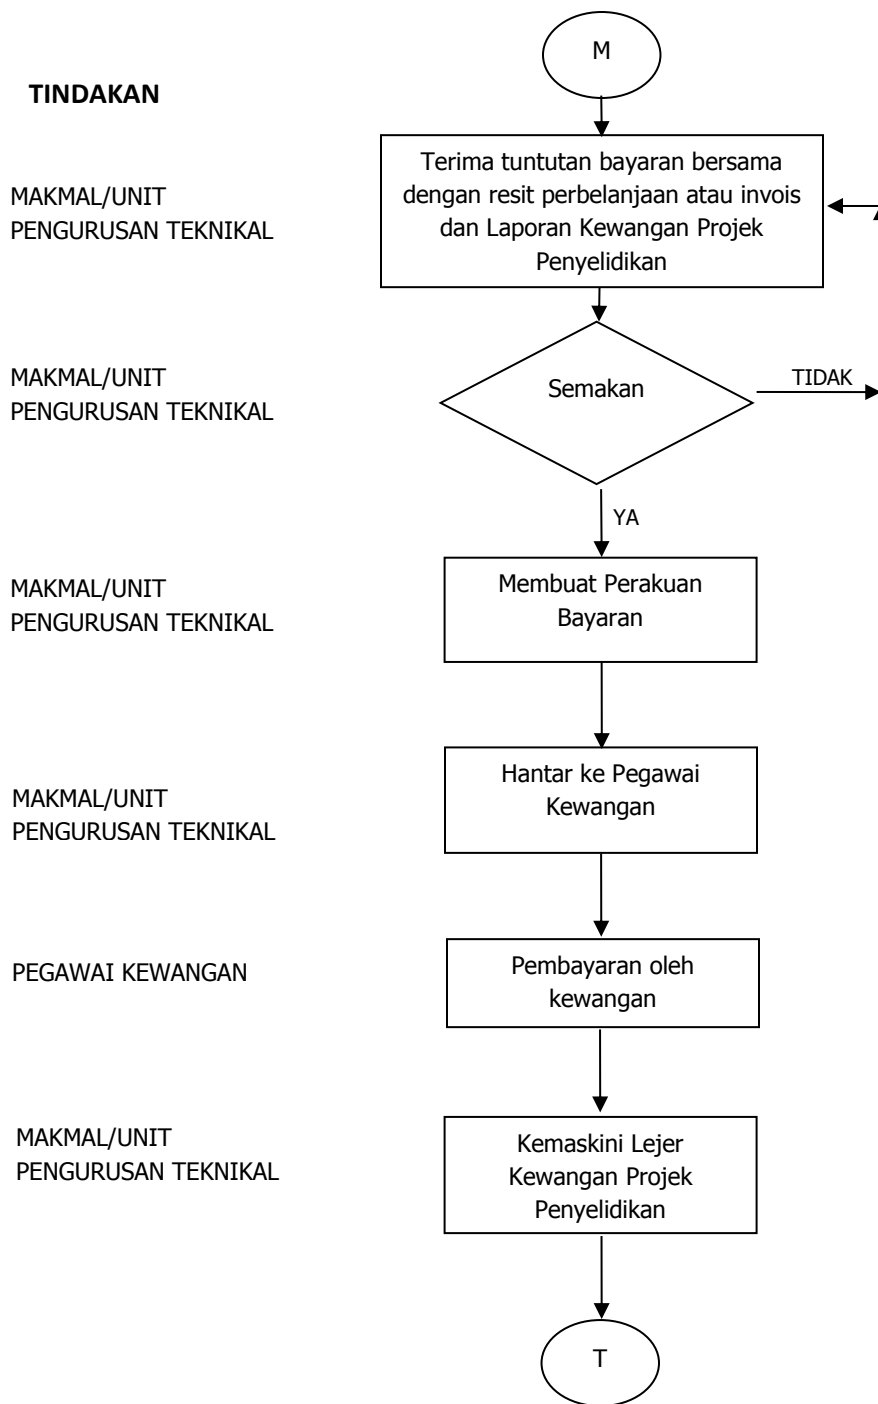 M
TINDAKAN
Terima tuntutan bayaran bersama
dengan resit perbelanjaan atau invois
dan Laporan Kewangan Projek
Penyelidikan
MAKMAL/UNIT
PENGURUSAN TEKNIKAL
MAKMAL/UNIT
PENGURUSAN TEKNIKAL
Semakan
TIDAK
YA
MAKMAL/UNIT
PENGURUSAN TEKNIKAL
Membuat Perakuan
Bayaran
MAKMAL/UNIT
PENGURUSAN TEKNIKAL
Hantar ke Pegawai
Kewangan
PEGAWAI KEWANGAN
Pembayaran oleh
kewangan
MAKMAL/UNIT
PENGURUSAN TEKNIKAL
Kemaskini Lejer
Kewangan Projek
Penyelidikan
T